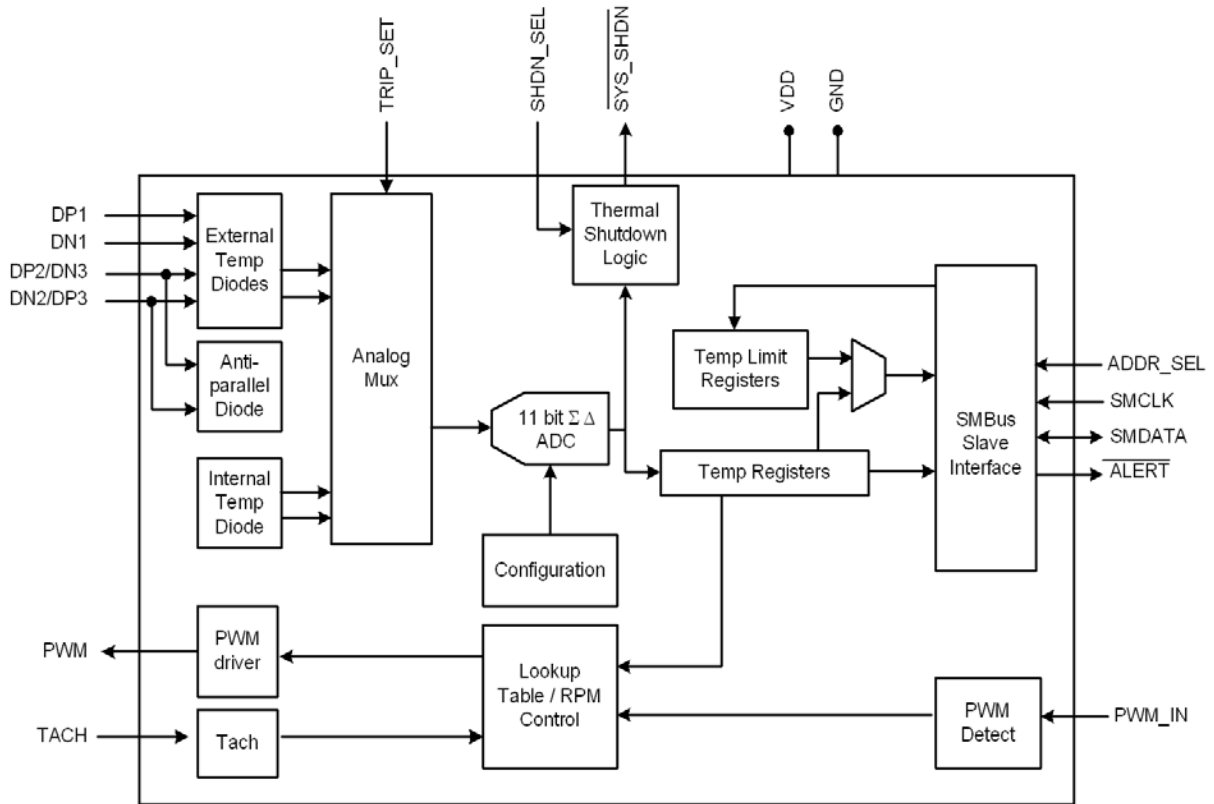 TRIP_SET
SHDN_SEL
SYS_SHDN
VDD
GND
DP1
DN1
DP2/DN3
DN2/DP3
External
Temp
Diodes
Anti-
parallel
Diode
Internal
Temp
Diode
Analog
Mux
Thermal
Shutdown
Logic
11 bit Σ Δ
ADC
Configuration
Temp Limit
Registers
Temp Registers
SMBus
Slave
Interface
ADDR_SEL
SMCLK
SMDATA
ALERT
PWM
PWM
driver
Lookup
Table / RPM
Control
TACH
Tach
PWM
Detect
PWM_IN